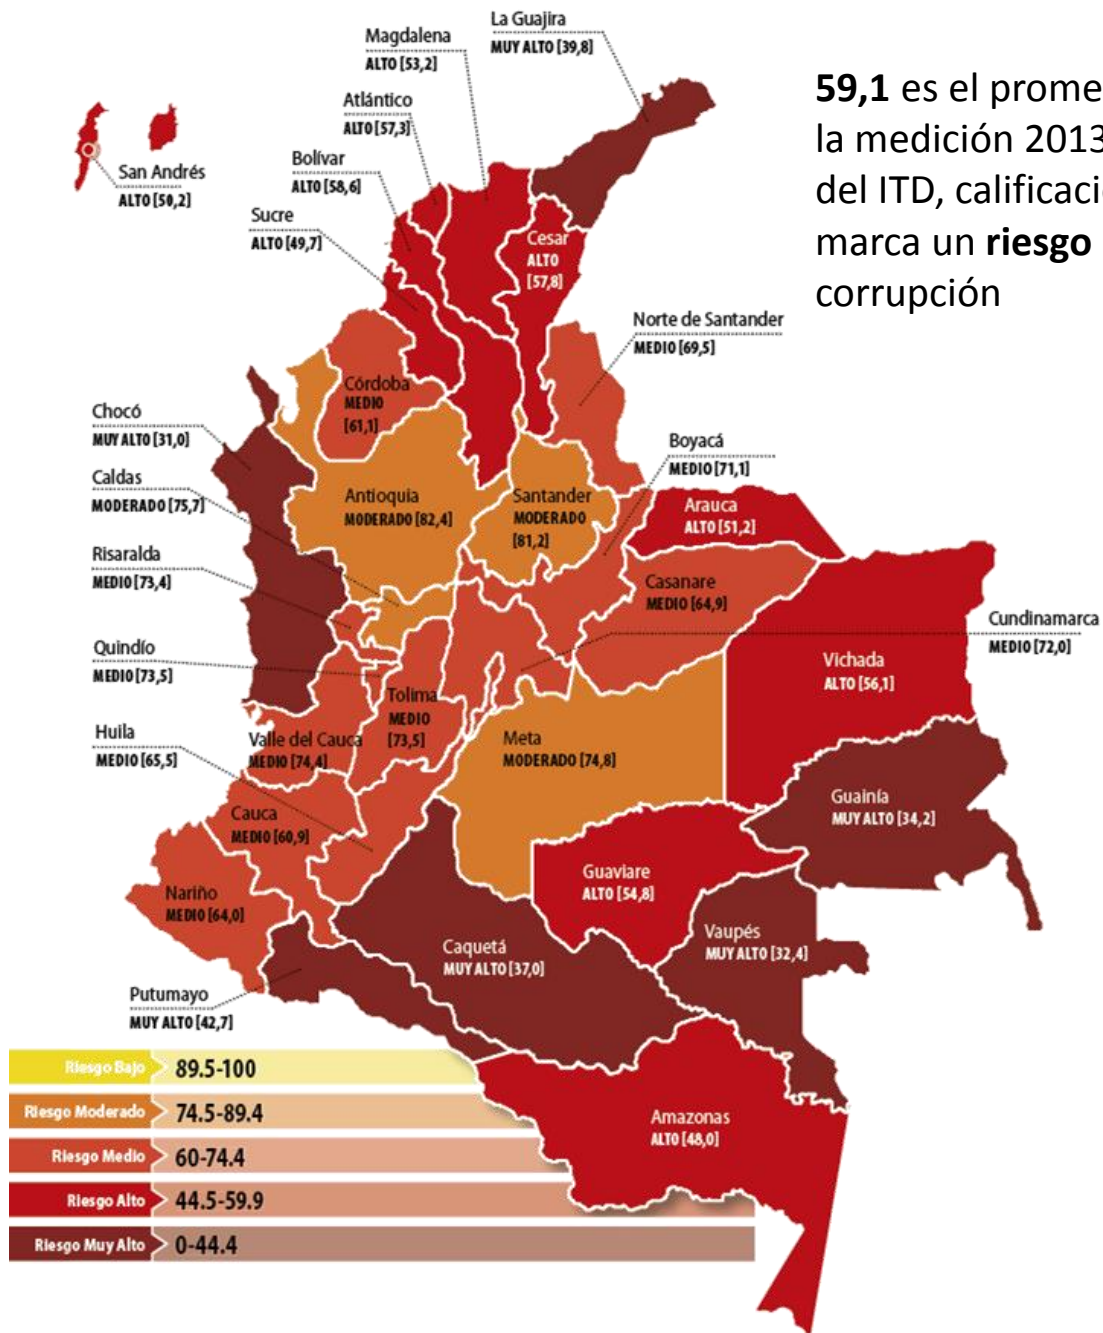 La Guajira
MUY ALTO [39,8]
Magdalena
ALTO [53,2]
Atlántico
ALTO [57,3]
Bolívar
ALTO [58,6]
Sucre
ALTO [49,7]
San Andrés
ALTO [50,2]
59,1 es el prome
la medición 2013
del ITD, calificaci
marca un riesgo
corrupción
Cesar
ALTO
[57,8]
Norte de Santander
MEDIO [69,5]
Córdoba
MEDIO
[61,1]
Chocó
MUY ALTO [31,0]
Boyacá
MEDIO [71,1]
Caldas
MODERADO [75,7]
Antioquia
MODERADO [82,4]
Santander
MODERADO
[81,2]
Arauca
ALTO [51,2]
Risaralda
MEDIO [73,4]
Casanare
MEDIO [64,9]
Cundinamarca
MEDIO [72,0]
Quindío
MEDIO [73,5]
Vichada
ALTO [56,1]
Tolima
MEDIO
[73,5]
Huila
MEDIO [65,5]
Valle del Cauca
MEDIO [74,4]
Meta
MODERADO [74,8]
Guainía
MUY ALTO [34,2]
Cauca
MEDIO [60,9]
Guaviare
ALTO [54,8]
Nariño
MEDIO [64,0]
Vaupés
MUY ALTO [32,4]
Caquetá
MUY ALTO [37,0]
Putumayo
MUY ALTO [42,7]
Amazonas
ALTO [48,0]
Riesgo Bajo 89.5-100
Riesgo Moderado 74.5-89.4
Riesgo Medio 60-74.4
Riesgo Alto 44.5-59.9
Riesgo Muy Alto 0-44.4